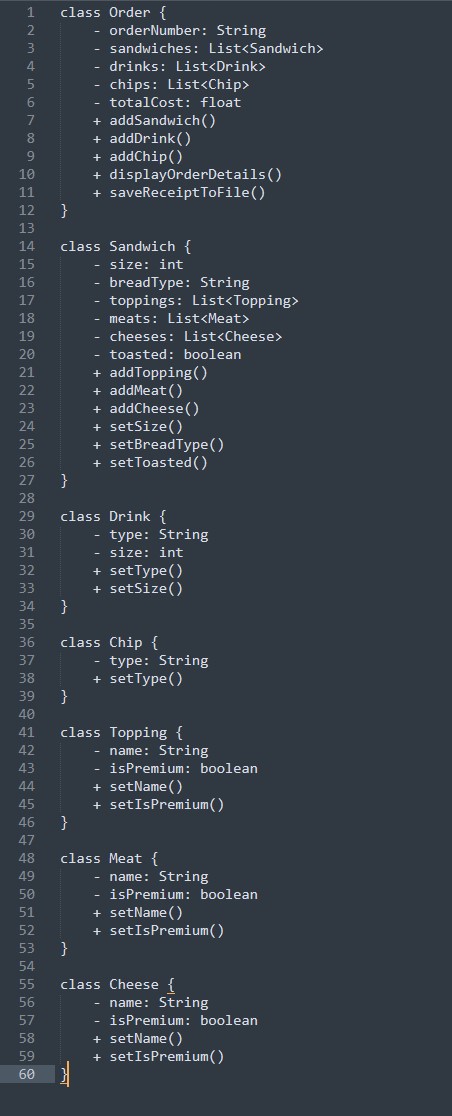 1 class Order {
2 - orderNumber: String
3 - sandwiches: List<Sandwich>
4 - drinks: List<Drink>
5 - chips: List<Chip>
6 - totalCost: float
7 + addSandwich()
8 + addDrink()
9 + addChip()
10 + displayOrderDetails()
11 + saveReceiptToFile()
12 }
13
14 class Sandwich {
15 - size: int
16 - breadType: String
17 - toppings: List<Topping>
18 - meats: List<Meat>
19 - cheeses: List<Cheese>
20 - toasted: boolean
21 + addTopping()
22 + addMeat()
23 + addCheese()
24 + setSize()
25 + setBreadType()
26 + setToasted()
27 }
28
29 class Drink {
30 - type: String
31 - size: int
32 + setType()
33 + setSize()
34 }
35
36 class Chip {
37 - type: String
38 + setType()
39 }
40
41 class Topping {
42 - name: String
43 - isPremium: boolean
44 + setName()
45 + setIsPremium()
46 }
47
48 class Meat {
49 - name: String
50 - isPremium: boolean
51 + setName()
52 + setIsPremium()
53 }
54
55 class Cheese {
56 - name: String
57 - isPremium: boolean
58 + setName()
59 + setIsPremium()
60 }